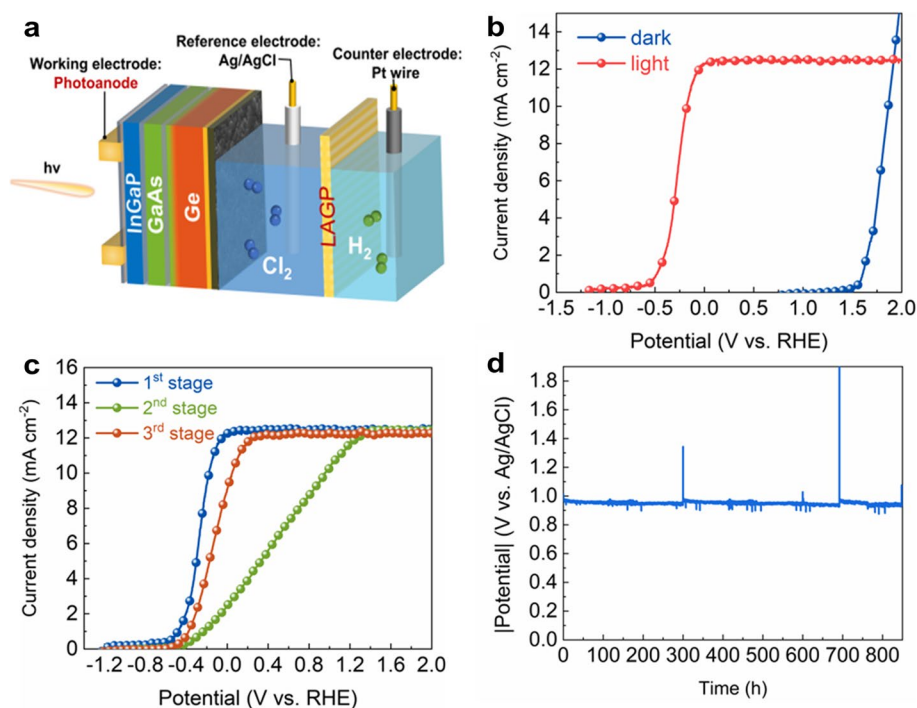 a
Reference electrode:
Ag/AgCl
Counter electrode:
Pt wire
Working electrode:
Photoanode
hv
InGaP
GaAs
Ge
Cl2
LAGP
H2
b
dark
light
Current density (mA cm-2)
14
12
10
8
6
4
2
0
-1.5 -1.0 -0.5 0.0 0.5 1.0 1.5 2.0
Potential (V vs. RHE)
c
1st stage
2nd stage
3rd stage
Current density (mA cm-2)
16
14
12
10
8
6
4
2
0
-1.2 -0.8 -0.4 0.0 0.4 0.8 1.2 1.6 2.0
Potential (V vs. RHE)
d
|Potential| (V vs. Ag/AgCl)
1.8
1.6
1.4
1.2
1.0
0.8
0.6
0.4
0.2
0.0
0 100 200 300 400 500 600 700 800
Time (h)